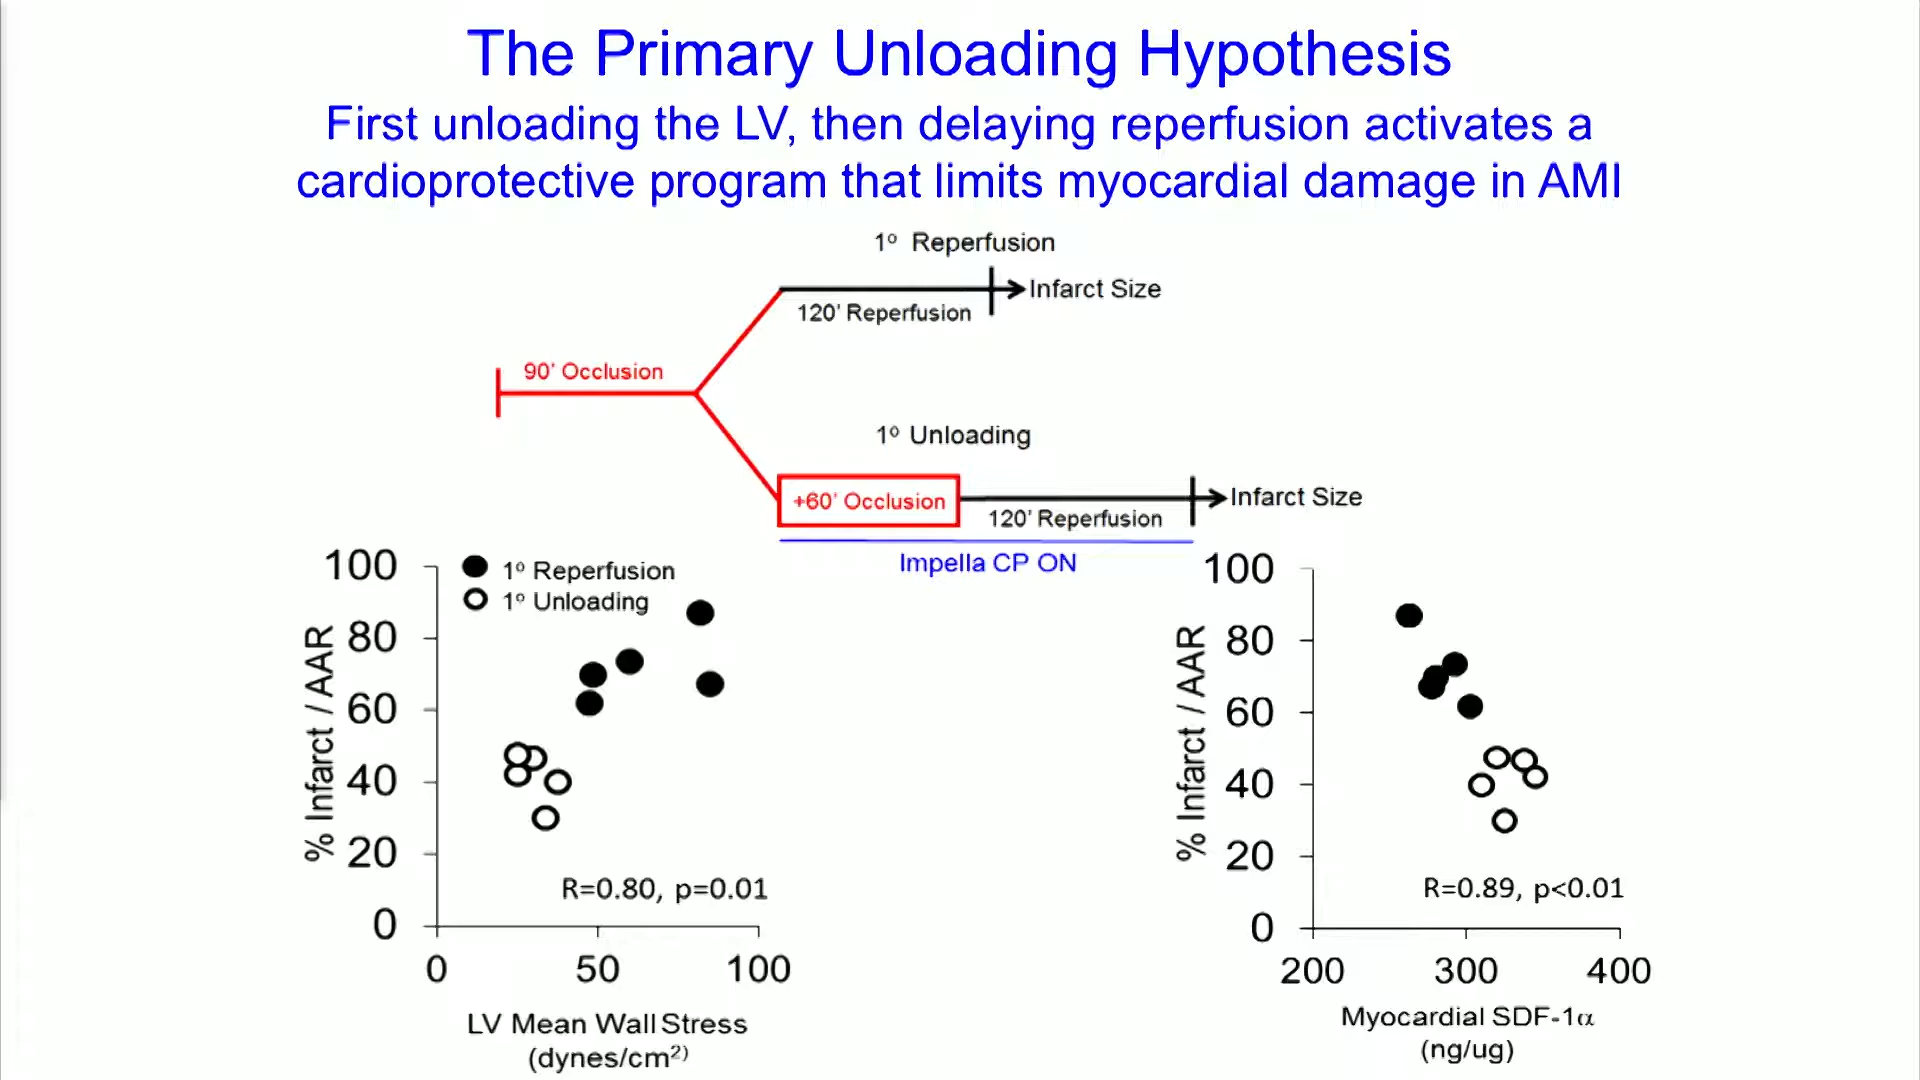 The Primary Unloading Hypothesis
First unloading the LV, then delaying reperfusion activates a
cardioprotective program that limits myocardial damage in AMI
1º Reperfusion
Infarct Size
120' Reperfusion
90' Occlusion
1º Unloading
+60' Occlusion
Infarct Size
120' Reperfusion
Impella CP ON
1º Reperfusion
1º Unloading
% Infarct / AAR
100
80
60
40
20
0
R=0.80, p=0.01
0 50 100
LV Mean Wall Stress
(dynes/cm²⁾
% Infarct / AAR
100
80
60
40
20
0
R=0.89, p<0.01
200 300 400
Myocardial SDF-1α
(ng/ug)